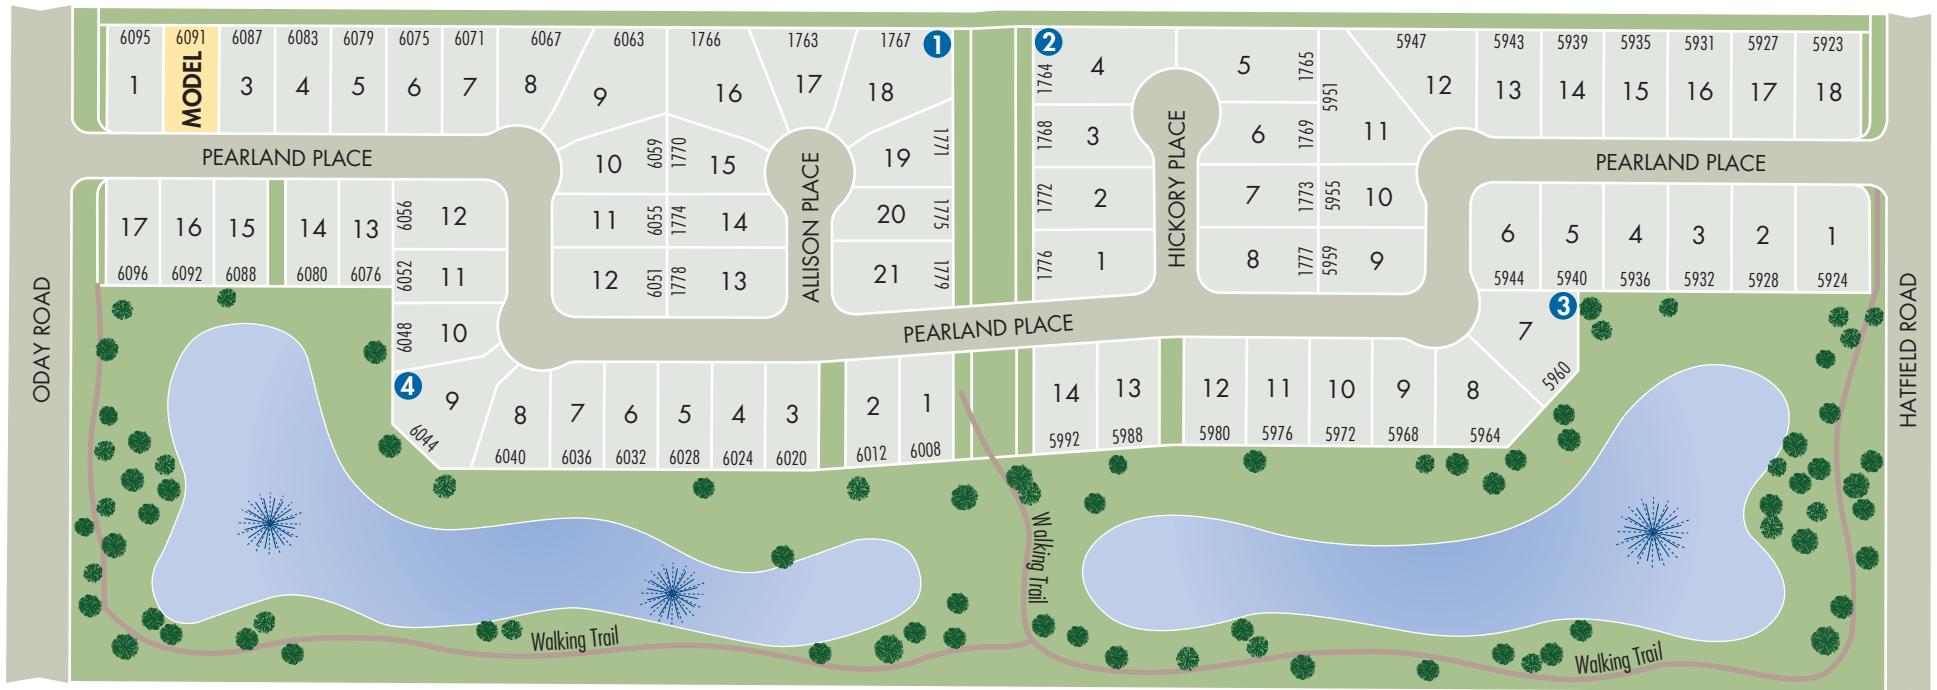 6095 6091 6087 6083 6079 6075 6071 6067 6063 1766 1763 1767 1
1 MODEL 3 4 5 6 7 8 9 16 17 18
2 1764 4 5 1765 5951 5947 5943 5939 5935 5931 5927 5923
12 13 14 15 16 17 18
1768 3 6 1769 11
PEARLAND PLACE
10 6059 1770 15 19 1771
PEARLAND PLACE
11 6055 1774 14 20 1775
12 6051 1778 13 21 1779
ALLISON PLACE
HICKORY PLACE
1772 2 7 1773 5955 10
1776 1 8 1777 5959 9
17 16 15 14 13 6056 12
6096 6092 6088 6080 6076
6052 11
6048 10
6 5 4 3 2 1
5944 5940 5936 5932 5928 5924
ODAY ROAD
HATFIELD ROAD
PEARLAND PLACE
3
7
5960
4
9
6044
8 7 6 5 4 3 2 1
6040 6036 6032 6028 6024 6020 6012 6008
14 13 12 11 10 9 8
5992 5988 5980 5976 5972 5968 5964
Walking Trail
Walking Trail
Walking Trail